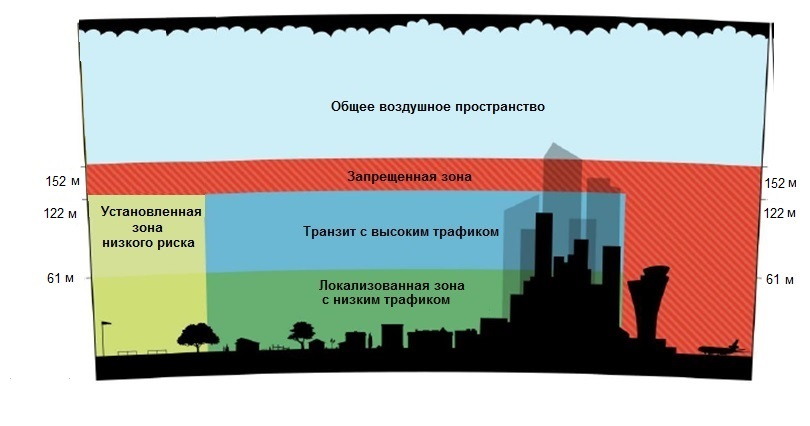 Общее воздушное пространство
Запрещенная зона
152 м
152 м
122 м
Установленная
зона
низкого риска
Транзит с высоким трафиком
122 м
61 м
Локализованная зона
с низким трафиком
61 м